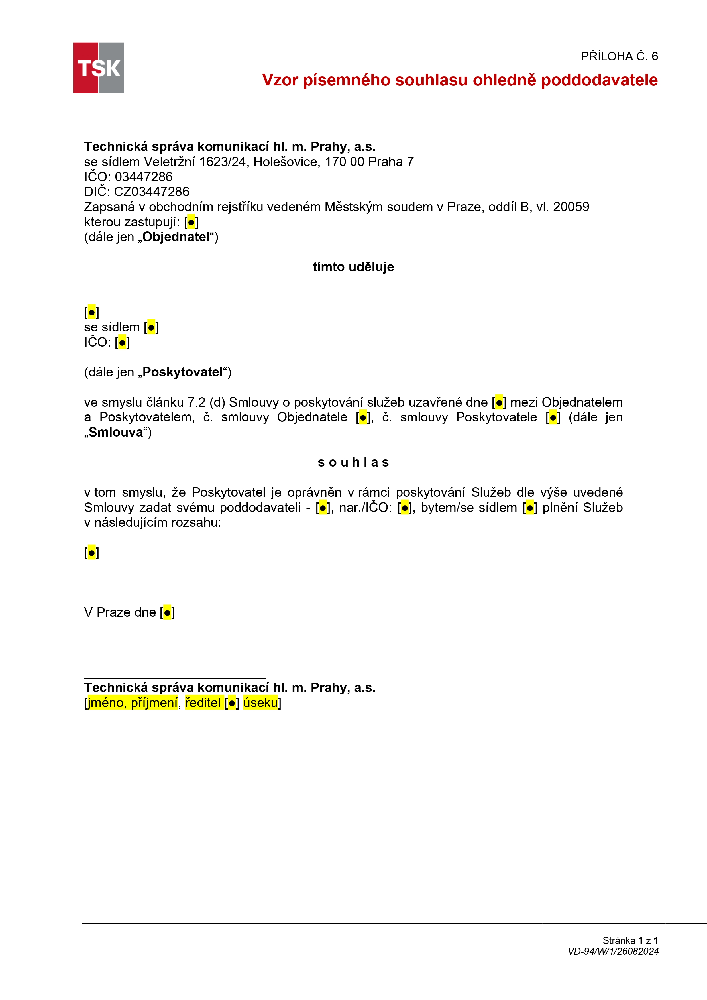 TSK
PŘÍLOHA Č. 6
Vzor písemného souhlasu ohledně poddodavatele
Technická správa komunikací hl. m. Prahy, a.s.
se sídlem Veletržní 1623/24, Holešovice, 170 00 Praha 7
IČO: 03447286
DIČ: CZ03447286
Zapsaná v obchodním rejstříku vedeném Městským soudem v Praze, oddíl B, vl. 20059
kterou zastupují: [●]
(dále jen „Objednatel“)
tímto uděluje
[●]
se sídlem [●]
IČO: [●]
(dále jen „Poskytovatel“)
ve smyslu článku 7.2 (d) Smlouvy o poskytování služeb uzavřené dne [●] mezi Objednatelem
a Poskytovatelem, č. smlouvy Objednatele [●], č. smlouvy Poskytovatele [●] (dále jen
„Smlouva“)
s o u h l a s
v tom smyslu, že Poskytovatel je oprávněn v rámci poskytování Služeb dle výše uvedené
Smlouvy zadat svému poddodavateli - [●], nar./IČO: [●], bytem/se sídlem [●] plnění Služeb
v následujícím rozsahu:
[●]
V Praze dne [●]
Technická správa komunikací hl. m. Prahy, a.s.
[jméno, příjmení, ředitel [●] úseku]
Stránka 1 z 1
VD-94/W/1/26082024